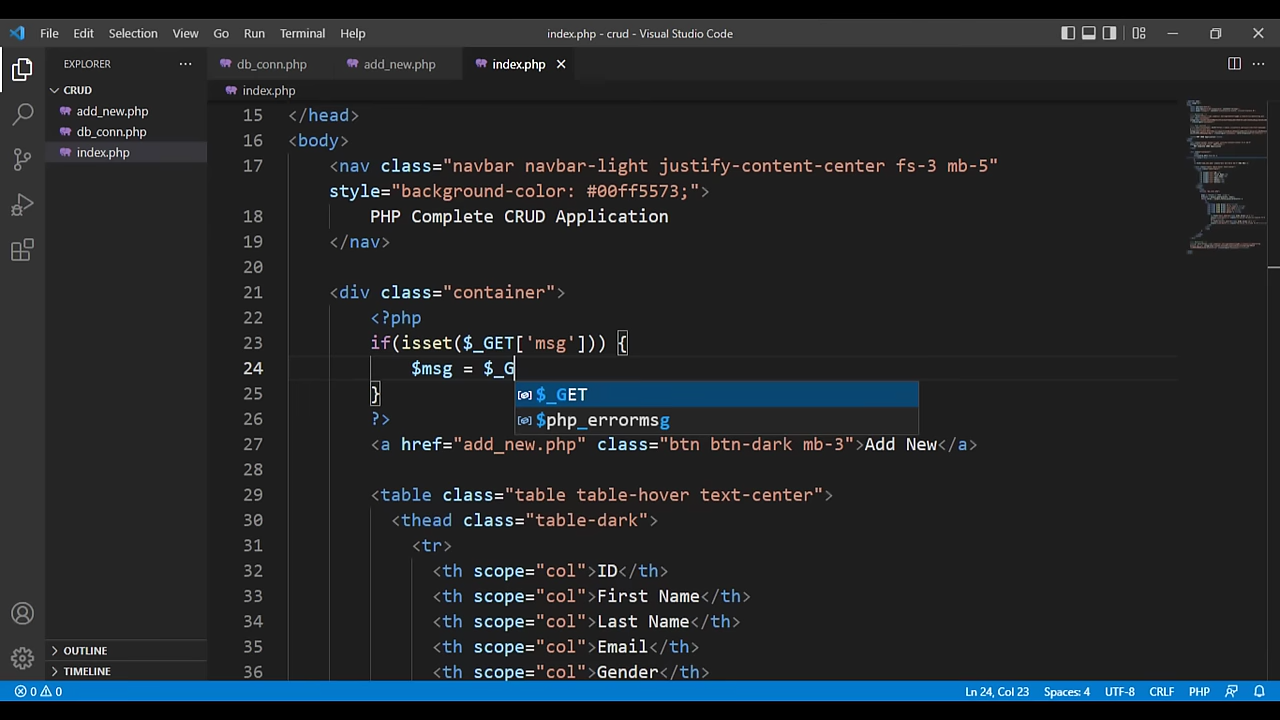 File Edit Selection View Go Run Terminal Help index.php - crud - Visual Studio Code
EXPLORER
db_conn.php add_new.php index.php
CRUD
add_new.php
db_conn.php
index.php
OUTLINE
TIMELINE
index.php
15 </head>
16 <body>
17 <nav class="navbar navbar-light justify-content-center fs-3 mb-5"
style="background-color: #00ff5573;">
18 PHP Complete CRUD Application
19 </nav>
20
21 <div class="container">
22 <?php
23 if(isset($_GET['msg'])) {
24 $msg = $_G
$_GET
25 }
$php_errormsg
26 ?>
27 <a href="add_new.php" class="btn btn-dark mb-3">Add New</a>
28
29 <table class="table table-hover text-center">
30 <thead class="table-dark">
31 <tr>
32 <th scope="col">ID</th>
33 <th scope="col">First Name</th>
34 <th scope="col">Last Name</th>
35 <th scope="col">Email</th>
36 <th scope="col">Gender</th>
0 0 Ln 24, Col 23 Spaces: 4 UTF-8 CRLF PHP